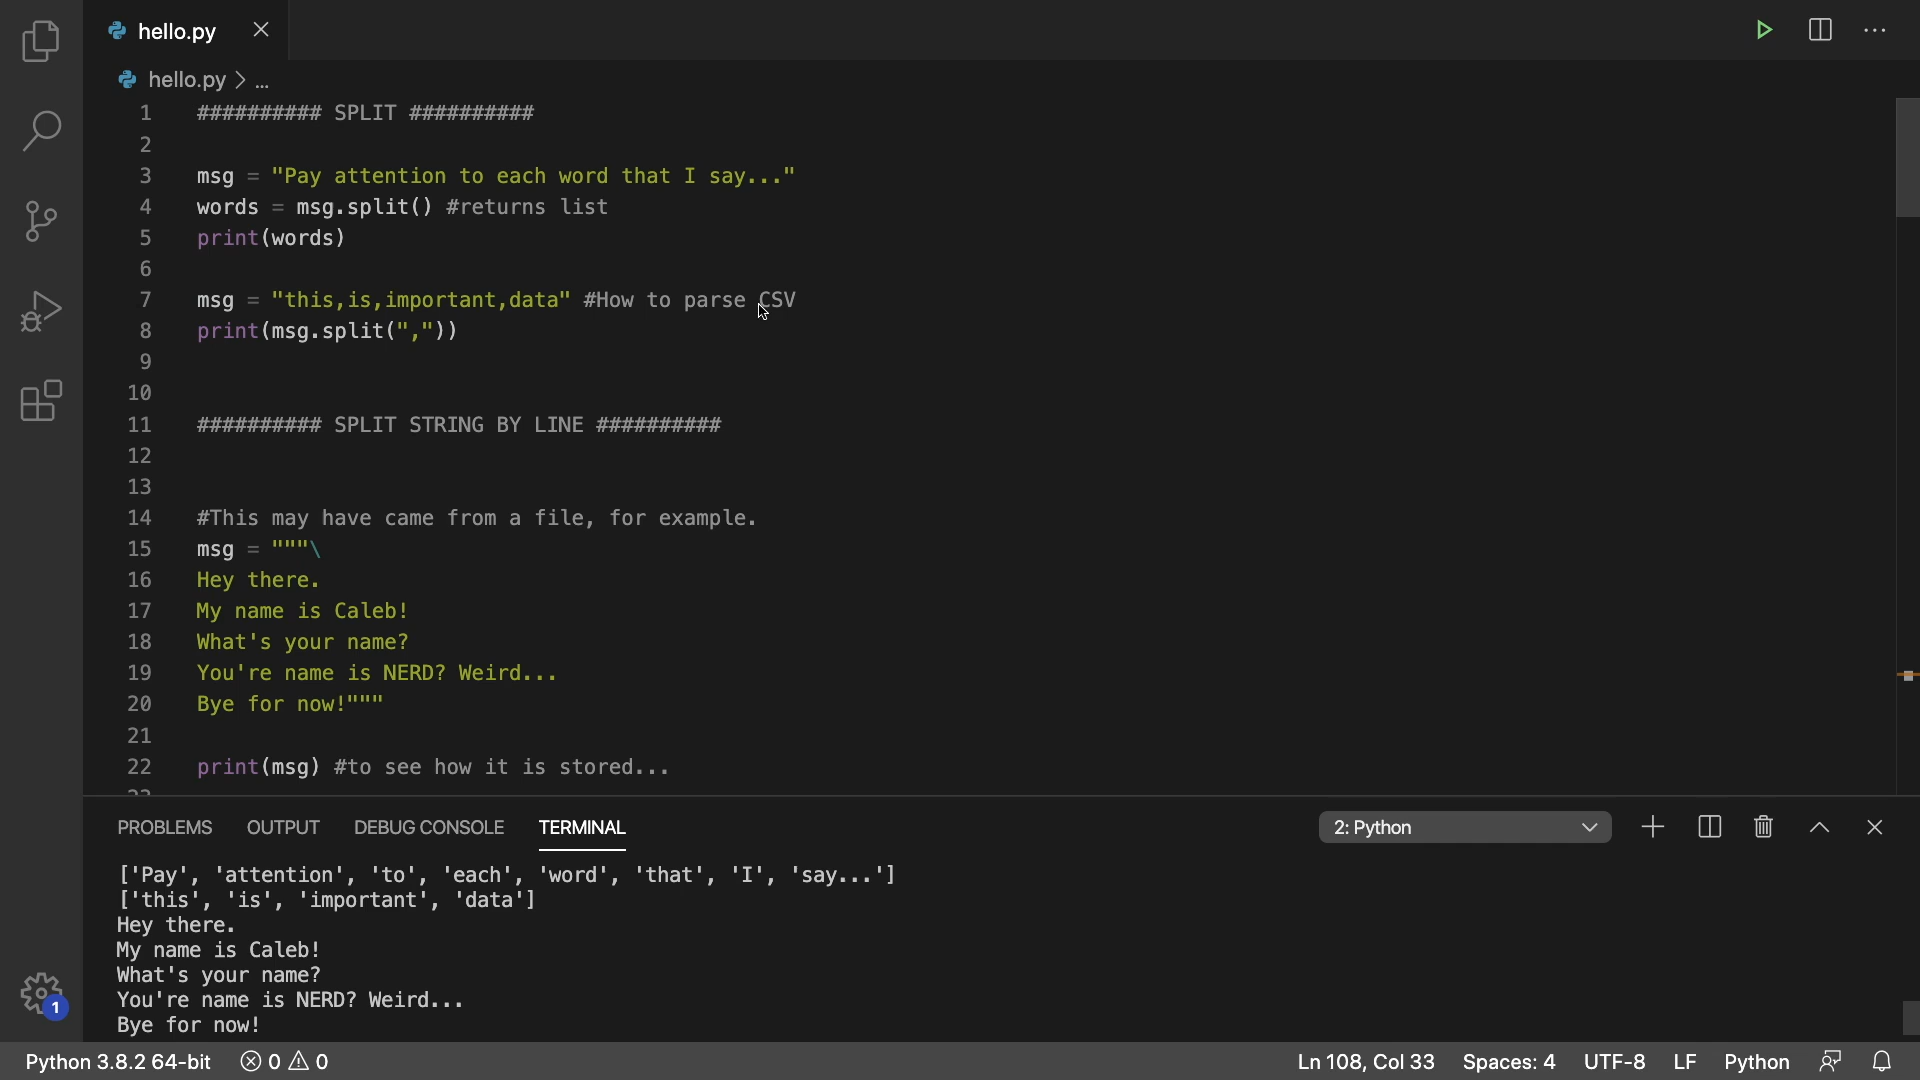 hello.py
hello.py > ...
1 ########## SPLIT ##########
2
3 msg = "Pay attention to each word that I say..."
4 words = msg.split() #returns list
5 print(words)
6
7 msg = "this,is,important,data" #How to parse CSV
8 print(msg.split(","))
9
10
11 ########## SPLIT STRING BY LINE ##########
12
13
14 #This may have came from a file, for example.
15 msg = """\
16 Hey there.
17 My name is Caleb!
18 What's your name?
19 You're name is NERD? Weird...
20 Bye for now!"""
21
22 print(msg) #to see how it is stored...
PROBLEMS OUTPUT DEBUG CONSOLE TERMINAL 2: Python
['Pay', 'attention', 'to', 'each', 'word', 'that', 'I', 'say...']
['this', 'is', 'important', 'data']
Hey there.
My name is Caleb!
What's your name?
You're name is NERD? Weird...
Bye for now!
1
Python 3.8.2 64-bit 0 0 Ln 108, Col 33 Spaces: 4 UTF-8 LF Python